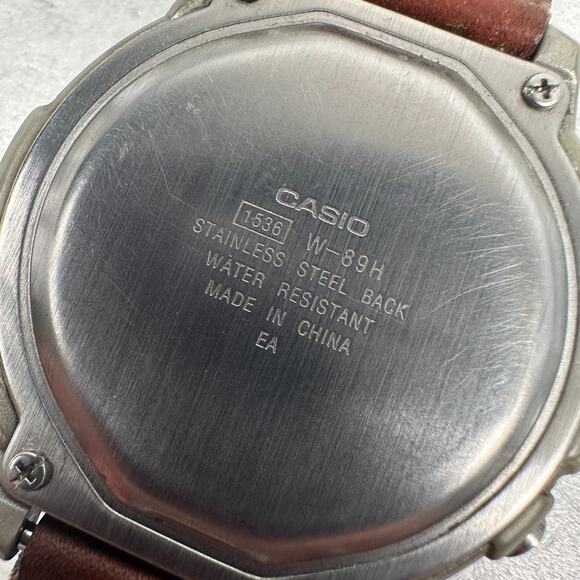 CASIO
1536 W-89H
STAINLESS STEEL BACK
WATER RESISTANT
MADE IN CHINA
EA